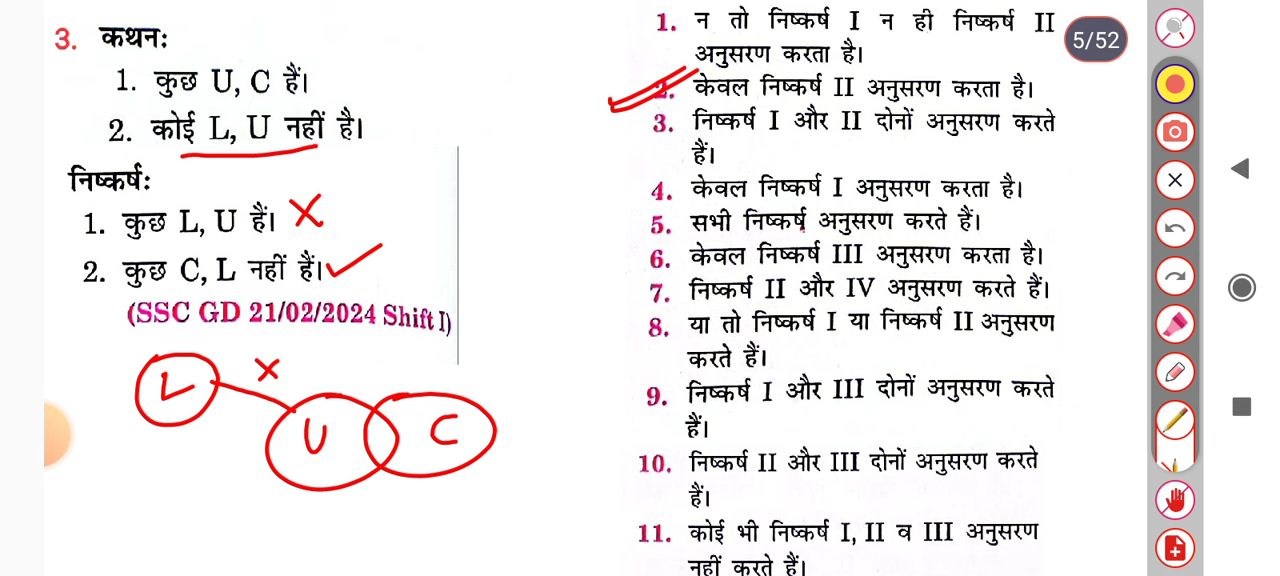 3. कथन:
1. कुछ U, C हैं।
2. कोई L, U नहीं है।
निष्कर्ष:
1. कुछ L, U हैं।
2. कुछ C, L नहीं हैं।
(SSC GD 21/02/2024 Shift I)
L
U
C
1. न तो निष्कर्ष I न ही निष्कर्ष II
अनुसरण करता है।
2. केवल निष्कर्ष II अनुसरण करता है।
3. निष्कर्ष I और II दोनों अनुसरण करते
हैं।
4. केवल निष्कर्ष I अनुसरण करता है।
5. सभी निष्कर्ष अनुसरण करते हैं।
6. केवल निष्कर्ष III अनुसरण करता है।
7. निष्कर्ष II और IV अनुसरण करते हैं।
8. या तो निष्कर्ष I या निष्कर्ष II अनुसरण
करते हैं।
9. निष्कर्ष I और III दोनों अनुसरण करते
हैं।
10. निष्कर्ष II और III दोनों अनुसरण करते
हैं।
11. कोई भी निष्कर्ष I, II व III अनुसरण
नहीं करते हैं।
5/52